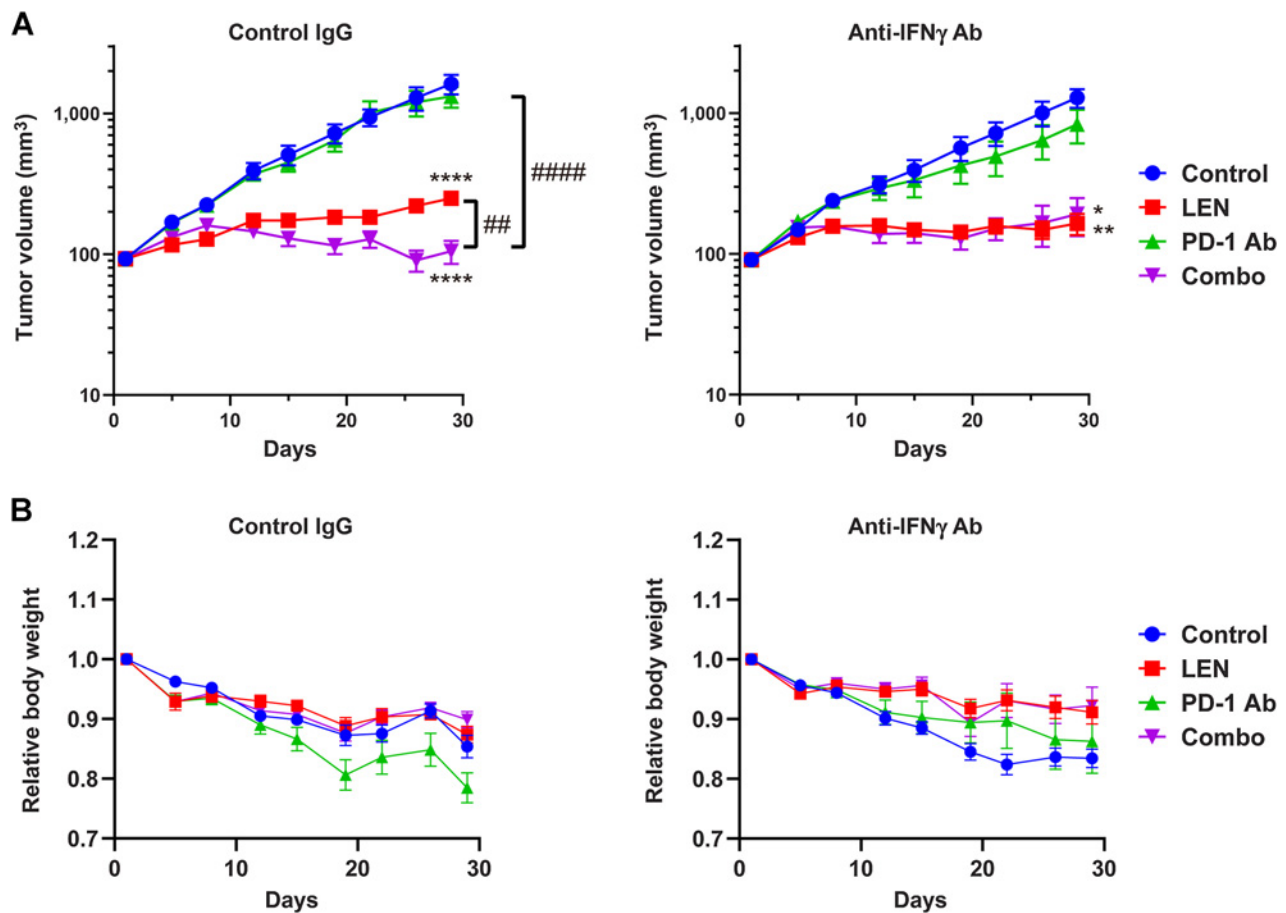 A
Control IgG
Anti-IFNγ Ab
Tumor volume (mm³)
1,000
100
10
0 10 20 30
Days
****
##
####
****
Tumor volume (mm³)
1,000
100
10
0 10 20 30
Days
*
**
Control
LEN
PD-1 Ab
Combo
B
Control IgG
Anti-IFNγ Ab
Relative body weight
1.2
1.1
1.0
0.9
0.8
0.7
0 10 20 30
Days
Relative body weight
1.2
1.1
1.0
0.9
0.8
0.7
0 10 20 30
Days
Control
LEN
PD-1 Ab
Combo